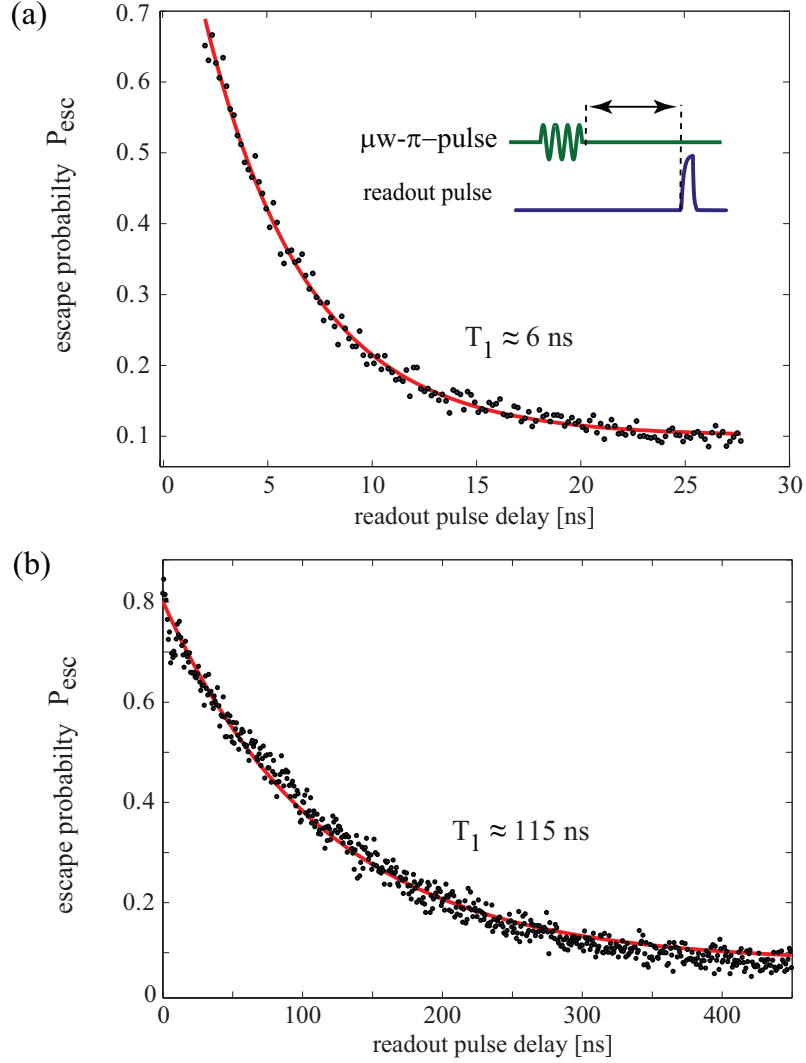 (a)
0.7
0.6
0.5
0.4
0.3
0.2
0.1
escape probabilty P_esc
μw-π-pulse
readout pulse
T_1 ≈ 6 ns
0 5 10 15 20 25 30
readout pulse delay [ns]
(b)
0.8
0.6
0.4
0.2
0
escape probabilty P_esc
T_1 ≈ 115 ns
0 100 200 300 400
readout pulse delay [ns]